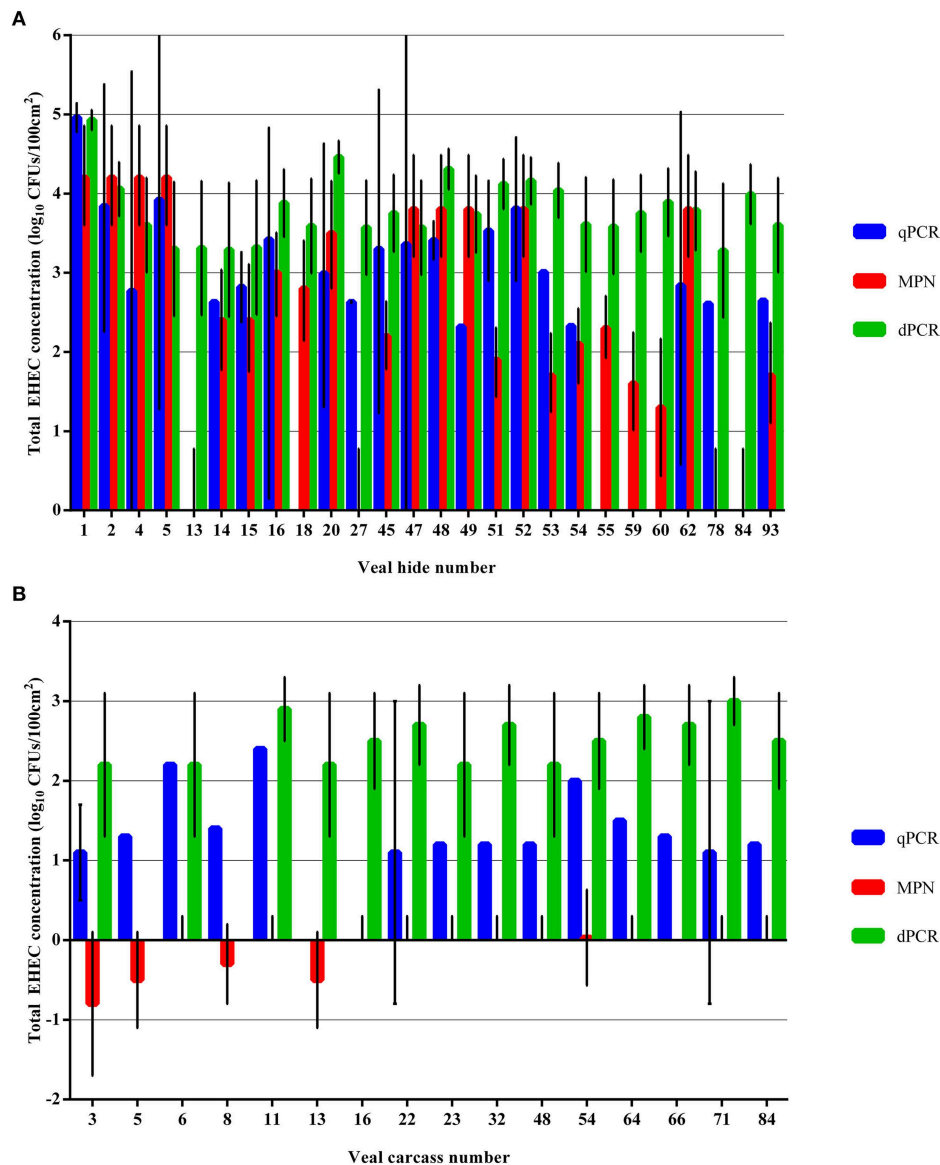 A
Total EHEC concentration (log10 CFUs/100cm2)
6
5
4
3
2
1
0
1 2 4 5 13 14 15 16 18 20 27 45 47 48 49 51 52 53 54 55 59 60 62 78 84 93
Veal hide number
qPCR
MPN
dPCR
B
Total EHEC concentration (log10 CFUs/100cm2)
4
3
2
1
0
-1
-2
3 5 6 8 11 13 16 22 23 32 48 54 64 66 71 84
Veal carcass number
qPCR
MPN
dPCR